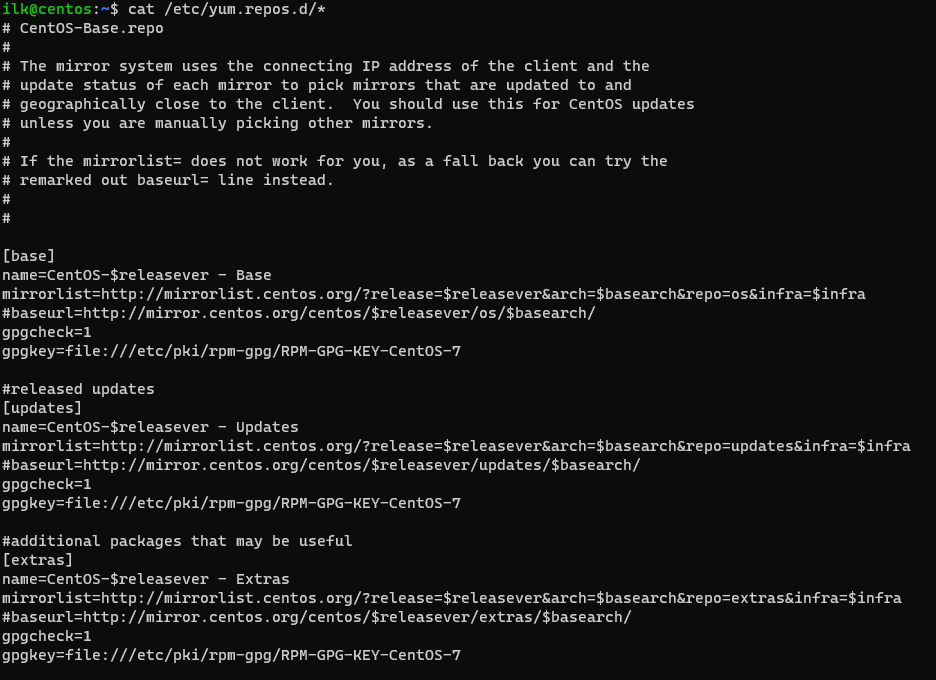 ilk@centos:~$ cat /etc/yum.repos.d/*
# CentOS-Base.repo
#
# The mirror system uses the connecting IP address of the client and the
# update status of each mirror to pick mirrors that are updated to and
# geographically close to the client.  You should use this for CentOS updates
# unless you are manually picking other mirrors.
#
# If the mirrorlist= does not work for you, as a fall back you can try the
# remarked out baseurl= line instead.
#
#
[base]
name=CentOS-$releasever - Base
mirrorlist=http://mirrorlist.centos.org/?release=$releasever&arch=$basearch&repo=os&infra=$infra
#baseurl=http://mirror.centos.org/centos/$releasever/os/$basearch/
gpgcheck=1
gpgkey=file:///etc/pki/rpm-gpg/RPM-GPG-KEY-CentOS-7
#released updates
[updates]
name=CentOS-$releasever - Updates
mirrorlist=http://mirrorlist.centos.org/?release=$releasever&arch=$basearch&repo=updates&infra=$infra
#baseurl=http://mirror.centos.org/centos/$releasever/updates/$basearch/
gpgcheck=1
gpgkey=file:///etc/pki/rpm-gpg/RPM-GPG-KEY-CentOS-7
#additional packages that may be useful
[extras]
name=CentOS-$releasever - Extras
mirrorlist=http://mirrorlist.centos.org/?release=$releasever&arch=$basearch&repo=extras&infra=$infra
#baseurl=http://mirror.centos.org/centos/$releasever/extras/$basearch/
gpgcheck=1
gpgkey=file:///etc/pki/rpm-gpg/RPM-GPG-KEY-CentOS-7